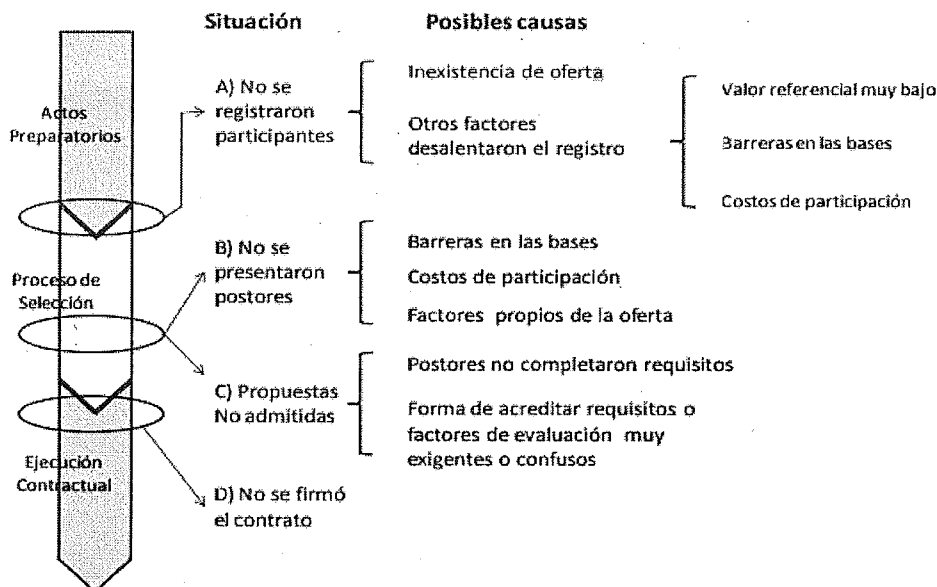 Situación
Posibles causas
Actos
Preparatorios
A) No se
registraron
participantes
Inexistencia de oferta
Otros factores
desalentaron el registro
Valor referencial muy bajo
Barreras en las bases
Costos de participación
Proceso de
Selección
B) No se
presentaron
postores
Barreras en las bases
Costos de participación
Factores propios de la oferta
C) Propuestas
No admitidas
Postores no completaron requisitos
Forma de acreditar requisitos o
factores de evaluación muy
exigentes o confusos
Ejecución
Contractual
D) No se firmó
el contrato